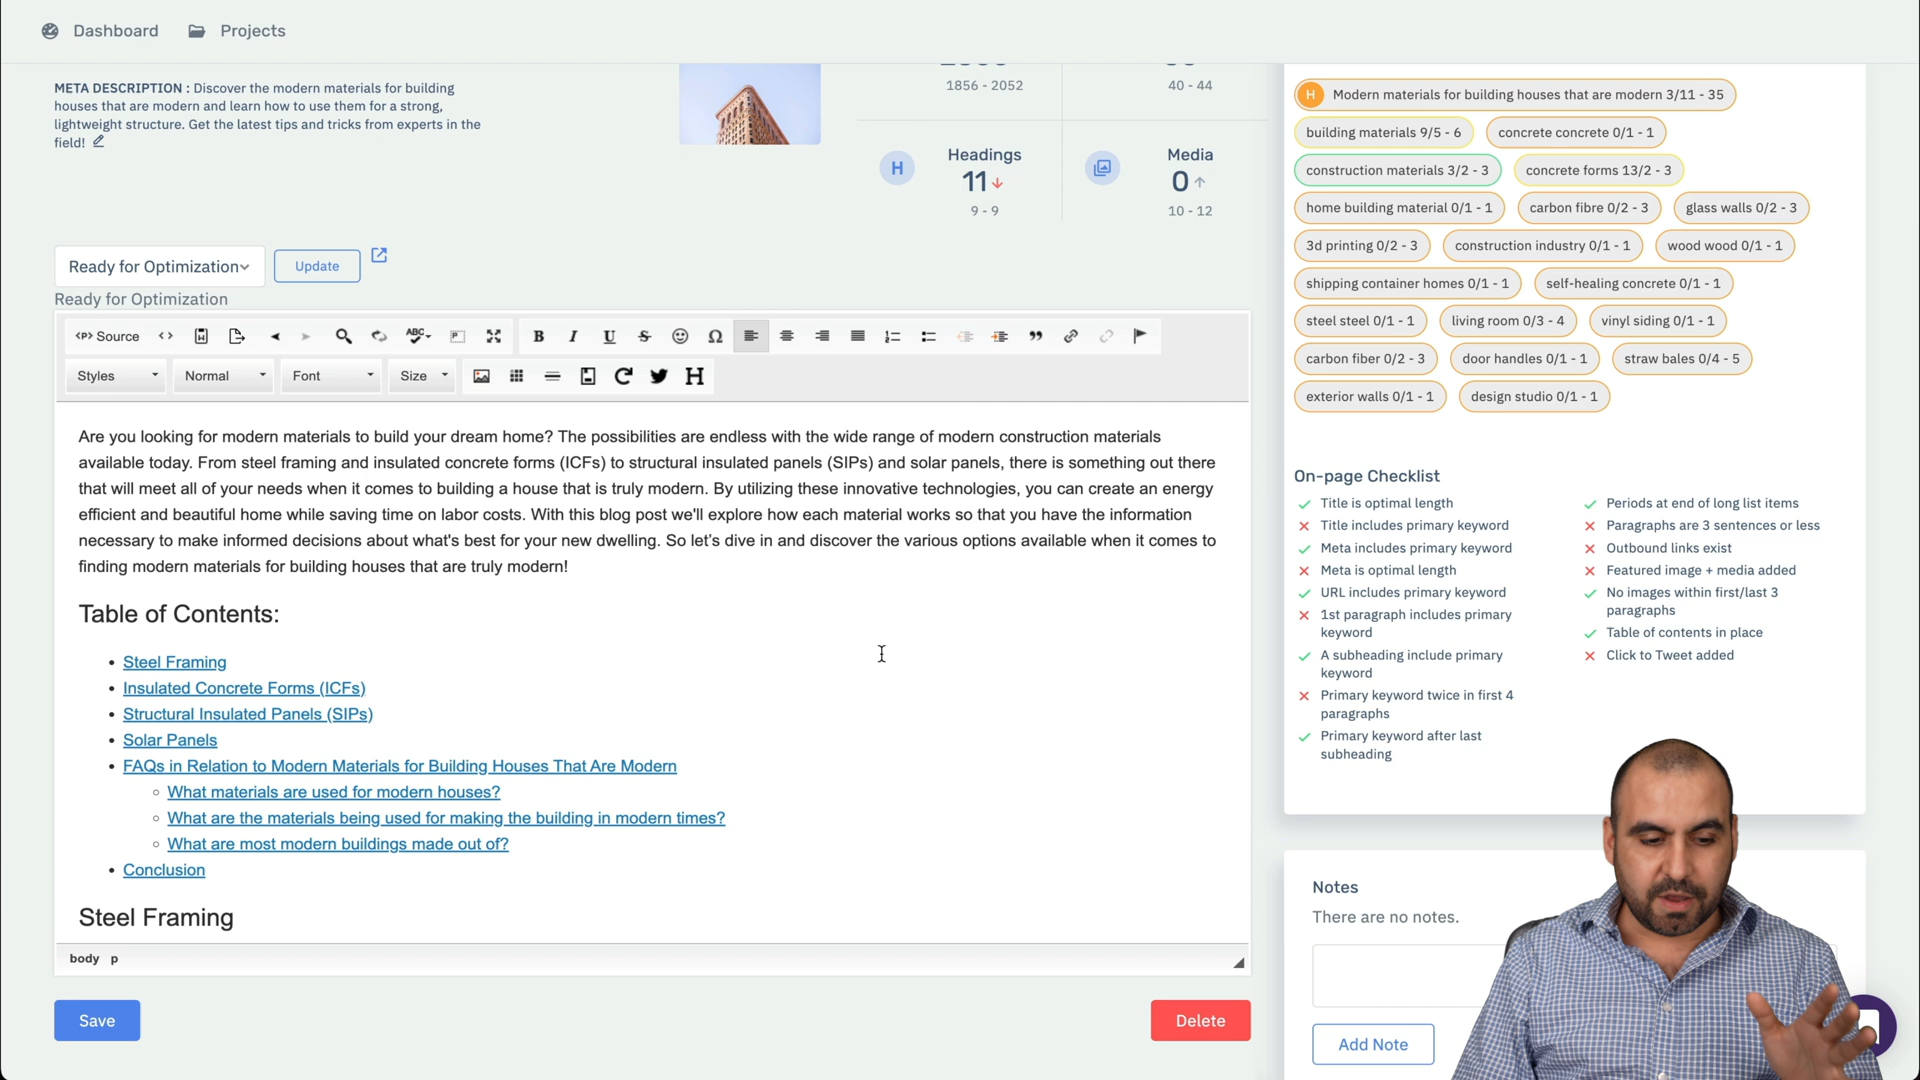 Dashboard
Projects
META DESCRIPTION : Discover the modern materials for building
houses that are modern and learn how to use them for a strong,
lightweight structure. Get the latest tips and tricks from experts in the
field!
1856 - 2052
40 - 44
H
Headings
11
9 - 9
Media
0
10 - 12
Ready for Optimization
Update
Ready for Optimization
Source
ABC
B I U S Ω
Styles
Normal
Font
Size
H
Are you looking for modern materials to build your dream home? The possibilities are endless with the wide range of modern construction materials
available today. From steel framing and insulated concrete forms (ICFs) to structural insulated panels (SIPs) and solar panels, there is something out there
that will meet all of your needs when it comes to building a house that is truly modern. By utilizing these innovative technologies, you can create an energy
efficient and beautiful home while saving time on labor costs. With this blog post we'll explore how each material works so that you have the information
necessary to make informed decisions about what's best for your new dwelling. So let's dive in and discover the various options available when it comes to
finding modern materials for building houses that are truly modern!
Table of Contents:
• Steel Framing
• Insulated Concrete Forms (ICFs)
• Structural Insulated Panels (SIPs)
• Solar Panels
• FAQs in Relation to Modern Materials for Building Houses That Are Modern
◦ What materials are used for modern houses?
◦ What are the materials being used for making the building in modern times?
◦ What are most modern buildings made out of?
• Conclusion
Steel Framing
body p
Save
Delete
H Modern materials for building houses that are modern 3/11 - 35
building materials 9/5 - 6
concrete concrete 0/1 - 1
construction materials 3/2 - 3
concrete forms 13/2 - 3
home building material 0/1 - 1
carbon fibre 0/2 - 3
glass walls 0/2 - 3
3d printing 0/2 - 3
construction industry 0/1 - 1
wood wood 0/1 - 1
shipping container homes 0/1 - 1
self-healing concrete 0/1 - 1
steel steel 0/1 - 1
living room 0/3 - 4
vinyl siding 0/1 - 1
carbon fiber 0/2 - 3
door handles 0/1 - 1
straw bales 0/4 - 5
exterior walls 0/1 - 1
design studio 0/1 - 1
On-page Checklist
Title is optimal length
Title includes primary keyword
Meta includes primary keyword
Meta is optimal length
URL includes primary keyword
1st paragraph includes primary
keyword
A subheading include primary
keyword
Primary keyword twice in first 4
paragraphs
Primary keyword after last
subheading
Periods at end of long list items
Paragraphs are 3 sentences or less
Outbound links exist
Featured image + media added
No images within first/last 3
paragraphs
Table of contents in place
Click to Tweet added
Notes
There are no notes.
Add Note